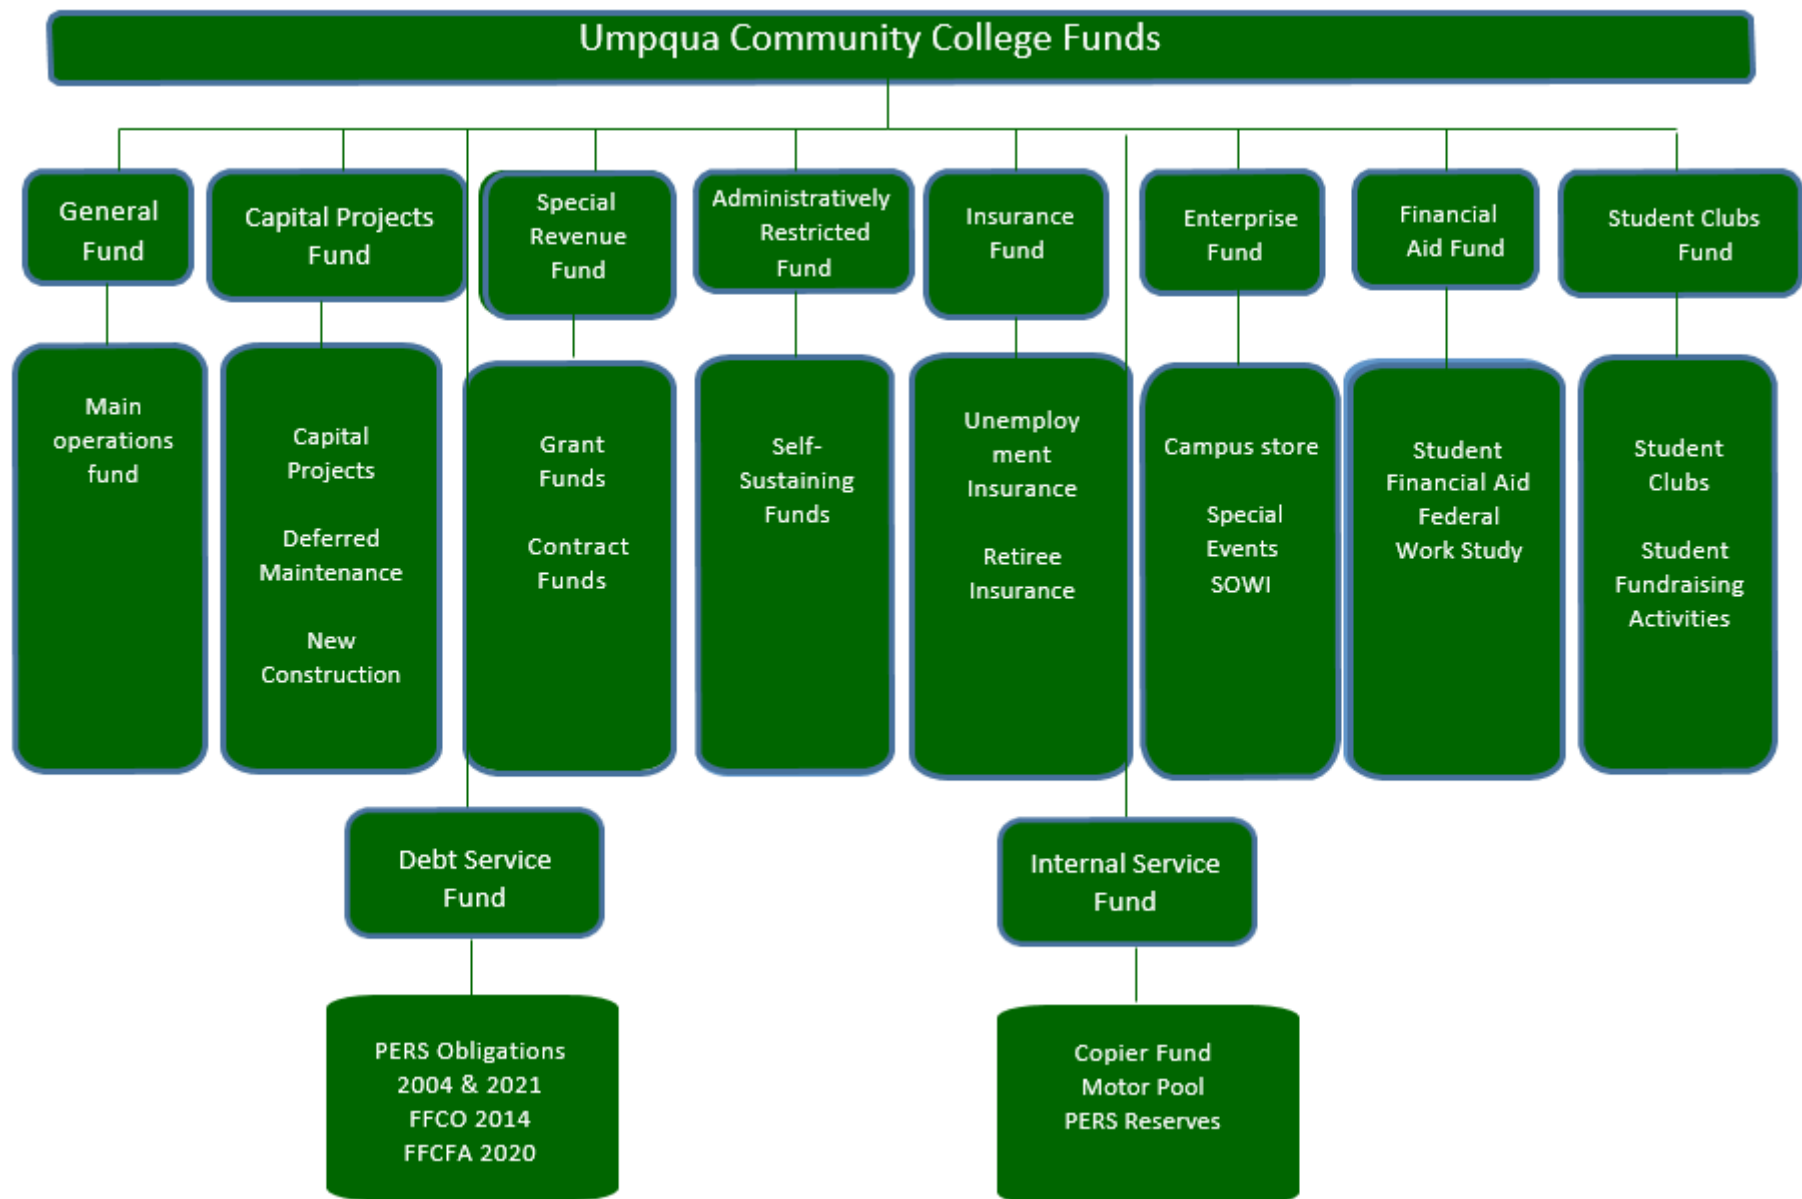 Umpqua Community College Funds
General
Fund
Capital Projects
Fund
Special
Revenue
Fund
Administratively
Restricted
Fund
Insurance
Fund
Enterprise
Fund
Financial
Aid Fund
Student Clubs
Fund
Main
operations
fund
Capital
Projects
Deferred
Maintenance
New
Construction
Grant
Funds
Contract
Funds
Self-
Sustaining
Funds
Unemploy
ment
Insurance
Retiree
Insurance
Campus store
Special
Events
SOWI
Student
Financial Aid
Federal
Work Study
Student
Clubs
Student
Fundraising
Activities
Debt Service
Fund
Internal Service
Fund
PERS Obligations
2004 & 2021
FFCO 2014
FFCFA 2020
Copier Fund
Motor Pool
PERS Reserves